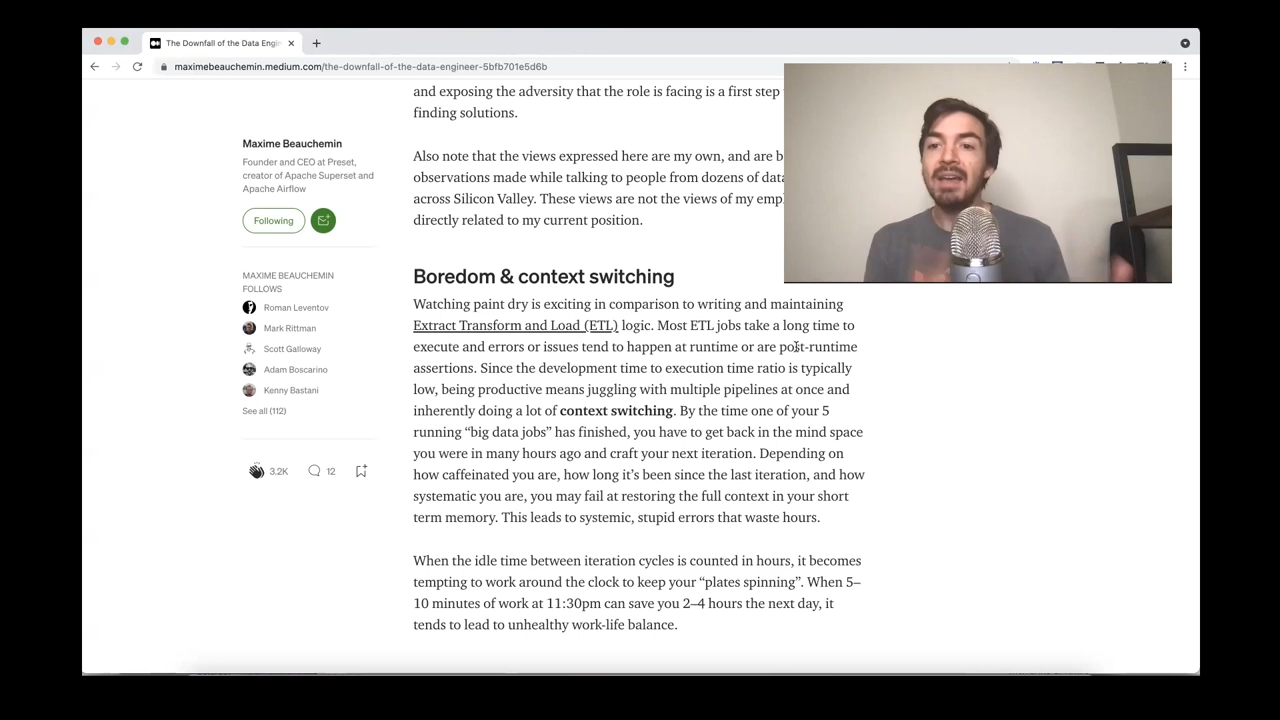 The Downfall of the Data Engin
maximebeauchemin.medium.com/the-downfall-of-the-data-engineer-5bfb701e5d6b
and exposing the adversity that the role is facing is a first step
finding solutions.
Maxime Beauchemin
Founder and CEO at Preset,
creator of Apache Superset and
Apache Airflow
Following
Also note that the views expressed here are my own, and are b
observations made while talking to people from dozens of data
across Silicon Valley. These views are not the views of my empl
directly related to my current position.
MAXIME BEAUCHEMIN
FOLLOWS
Roman Leventov
Mark Rittman
Scott Galloway
Adam Boscarino
Kenny Bastani
See all (112)
3.2K 12
Boredom & context switching
Watching paint dry is exciting in comparison to writing and maintaining
Extract Transform and Load (ETL) logic. Most ETL jobs take a long time to
execute and errors or issues tend to happen at runtime or are post-runtime
assertions. Since the development time to execution time ratio is typically
low, being productive means juggling with multiple pipelines at once and
inherently doing a lot of context switching. By the time one of your 5
running “big data jobs” has finished, you have to get back in the mind space
you were in many hours ago and craft your next iteration. Depending on
how caffeinated you are, how long it’s been since the last iteration, and how
systematic you are, you may fail at restoring the full context in your short
term memory. This leads to systemic, stupid errors that waste hours.
When the idle time between iteration cycles is counted in hours, it becomes
tempting to work around the clock to keep your “plates spinning”. When 5–
10 minutes of work at 11:30pm can save you 2–4 hours the next day, it
tends to lead to unhealthy work-life balance.